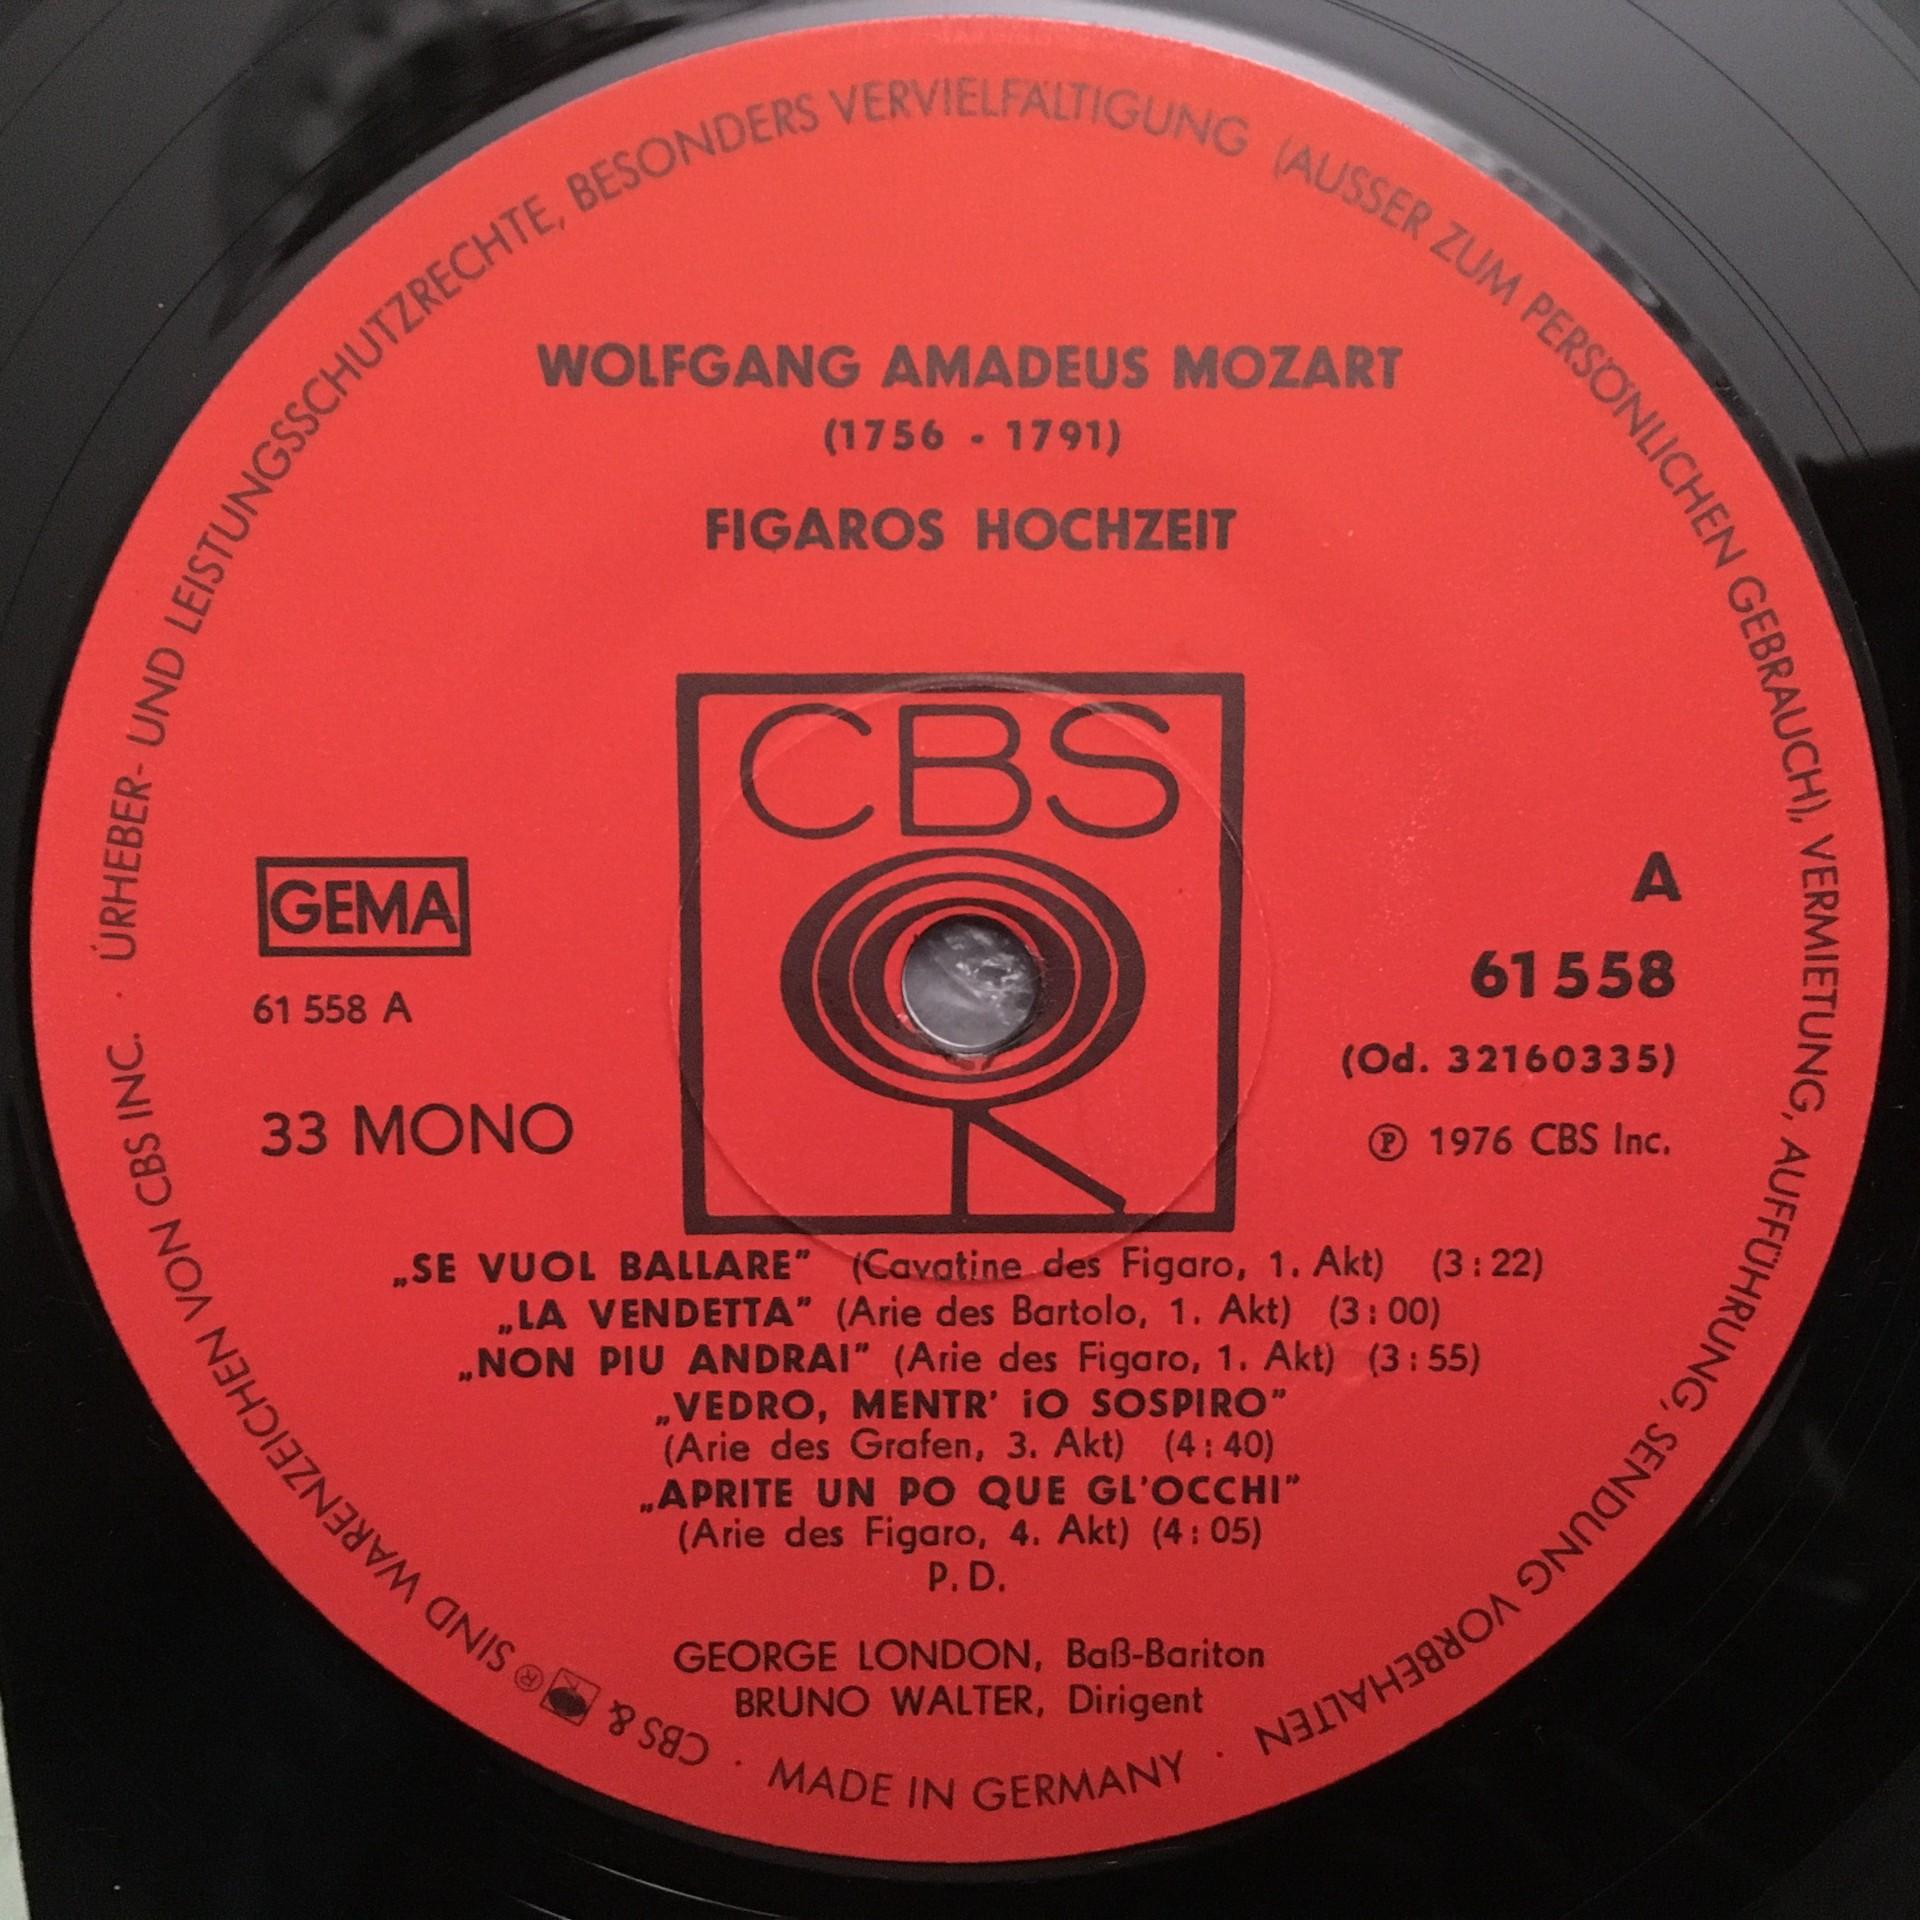 WOLFGANG AMADEUS MOZART
(1756 - 1791)
FIGAROS HOCHZEIT
CBS
GEMA
61 558 A
33 MONO
A
61 558
(Od. 32160335)
℗ 1976 CBS Inc.
„SE VUOL BALLARE” (Cavatine des Figaro, 1. Akt) (3:22)
„LA VENDETTA” (Arie des Bartolo, 1. Akt) (3:00)
„NON PIU ANDRAI” (Arie des Figaro, 1. Akt) (3:55)
„VEDRO, MENTR’ iO SOSPIRO”
(Arie des Grafen, 3. Akt) (4:40)
„APRITE UN PO QUE GL’OCCHI”
(Arie des Figaro, 4. Akt) (4:05)
P.D.
GEORGE LONDON, Baß-Bariton
BRUNO WALTER, Dirigent
URHEBER- UND LEISTUNGSSCHUTZRECHTE, BESONDERS VERVIELFÄLTIGUNG (AUSSER ZUM PERSÖNLICHEN GEBRAUCH), VERMIETUNG, AUFFÜHRUNG, SENDUNG VORBEHALTEN · MADE IN GERMANY · CBS & ® SIND WARENZEICHEN VON CBS INC. ·